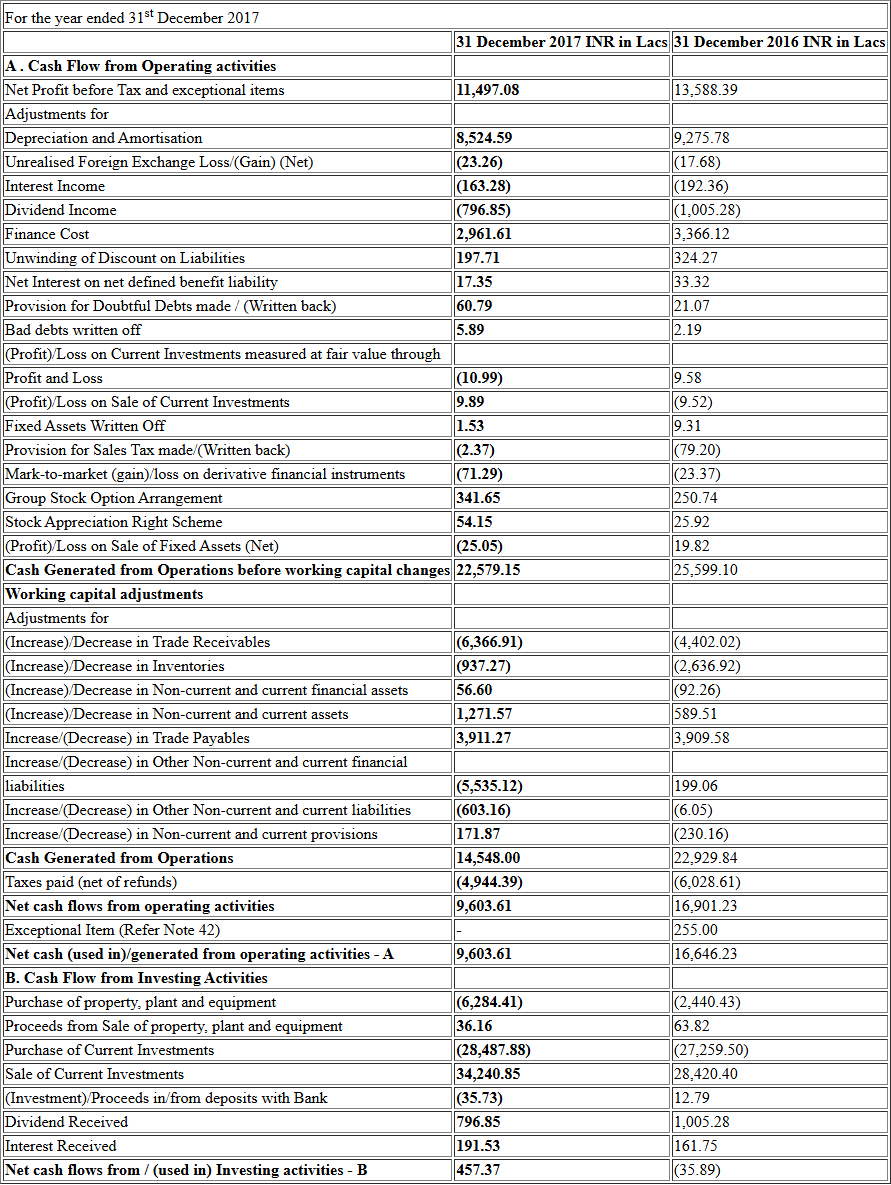 For the year ended 31st December 2017
31 December 2017 INR in Lacs 31 December 2016 INR in Lacs
A . Cash Flow from Operating activities
Net Profit before Tax and exceptional items 11,497.08 13,588.39
Adjustments for
Depreciation and Amortisation 8,524.59 9,275.78
Unrealised Foreign Exchange Loss/(Gain) (Net) (23.26) (17.68)
Interest Income (163.28) (192.36)
Dividend Income (796.85) (1,005.28)
Finance Cost 2,961.61 3,366.12
Unwinding of Discount on Liabilities 197.71 324.27
Net Interest on net defined benefit liability 17.35 33.32
Provision for Doubtful Debts made / (Written back) 60.79 21.07
Bad debts written off 5.89 2.19
(Profit)/Loss on Current Investments measured at fair value through
Profit and Loss (10.99) 9.58
(Profit)/Loss on Sale of Current Investments 9.89 (9.52)
Fixed Assets Written Off 1.53 9.31
Provision for Sales Tax made/(Written back) (2.37) (79.20)
Mark-to-market (gain)/loss on derivative financial instruments (71.29) (23.37)
Group Stock Option Arrangement 341.65 250.74
Stock Appreciation Right Scheme 54.15 25.92
(Profit)/Loss on Sale of Fixed Assets (Net) (25.05) 19.82
Cash Generated from Operations before working capital changes 22,579.15 25,599.10
Working capital adjustments
Adjustments for
(Increase)/Decrease in Trade Receivables (6,366.91) (4,402.02)
(Increase)/Decrease in Inventories (937.27) (2,636.92)
(Increase)/Decrease in Non-current and current financial assets 56.60 (92.26)
(Increase)/Decrease in Non-current and current assets 1,271.57 589.51
Increase/(Decrease) in Trade Payables 3,911.27 3,909.58
Increase/(Decrease) in Other Non-current and current financial
liabilities (5,535.12) 199.06
Increase/(Decrease) in Other Non-current and current liabilities (603.16) (6.05)
Increase/(Decrease) in Non-current and current provisions 171.87 (230.16)
Cash Generated from Operations 14,548.00 22,929.84
Taxes paid (net of refunds) (4,944.39) (6,028.61)
Net cash flows from operating activities 9,603.61 16,901.23
Exceptional Item (Refer Note 42) - 255.00
Net cash (used in)/generated from operating activities - A 9,603.61 16,646.23
B. Cash Flow from Investing Activities
Purchase of property, plant and equipment (6,284.41) (2,440.43)
Proceeds from Sale of property, plant and equipment 36.16 63.82
Purchase of Current Investments (28,487.88) (27,259.50)
Sale of Current Investments 34,240.85 28,420.40
(Investment)/Proceeds in/from deposits with Bank (35.73) 12.79
Dividend Received 796.85 1,005.28
Interest Received 191.53 161.75
Net cash flows from / (used in) Investing activities - B 457.37 (35.89)